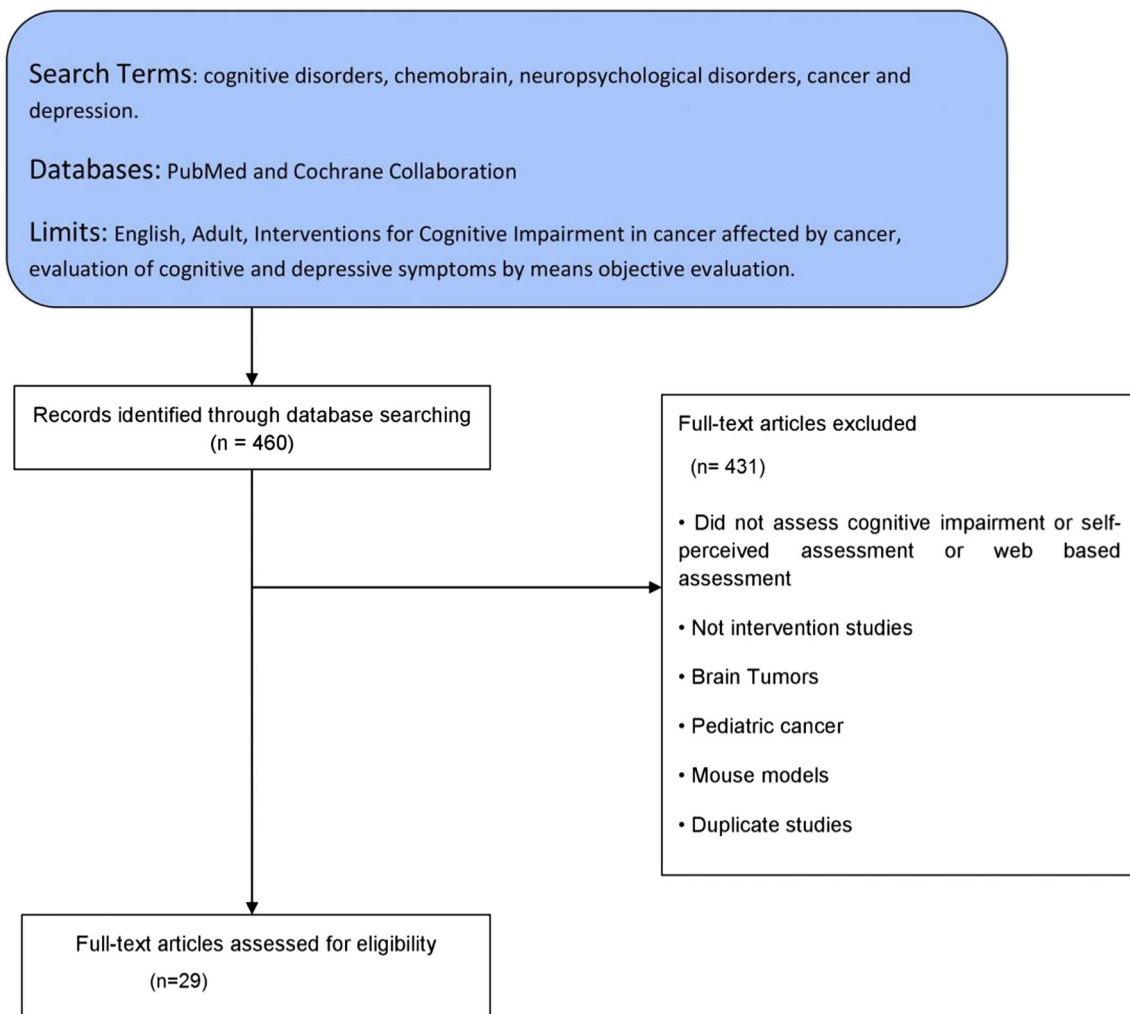 Search Terms: cognitive disorders, chemobrain, neuropsychological disorders, cancer and
depression.
Databases: PubMed and Cochrane Collaboration
Limits: English, Adult, Interventions for Cognitive Impairment in cancer affected by cancer,
evaluation of cognitive and depressive symptoms by means objective evaluation.
Records identified through database searching
(n = 460)
Full-text articles excluded
(n= 431)
• Did not assess cognitive impairment or self-
perceived assessment or web based
assessment
• Not intervention studies
• Brain Tumors
• Pediatric cancer
• Mouse models
• Duplicate studies
Full-text articles assessed for eligibility
(n=29)